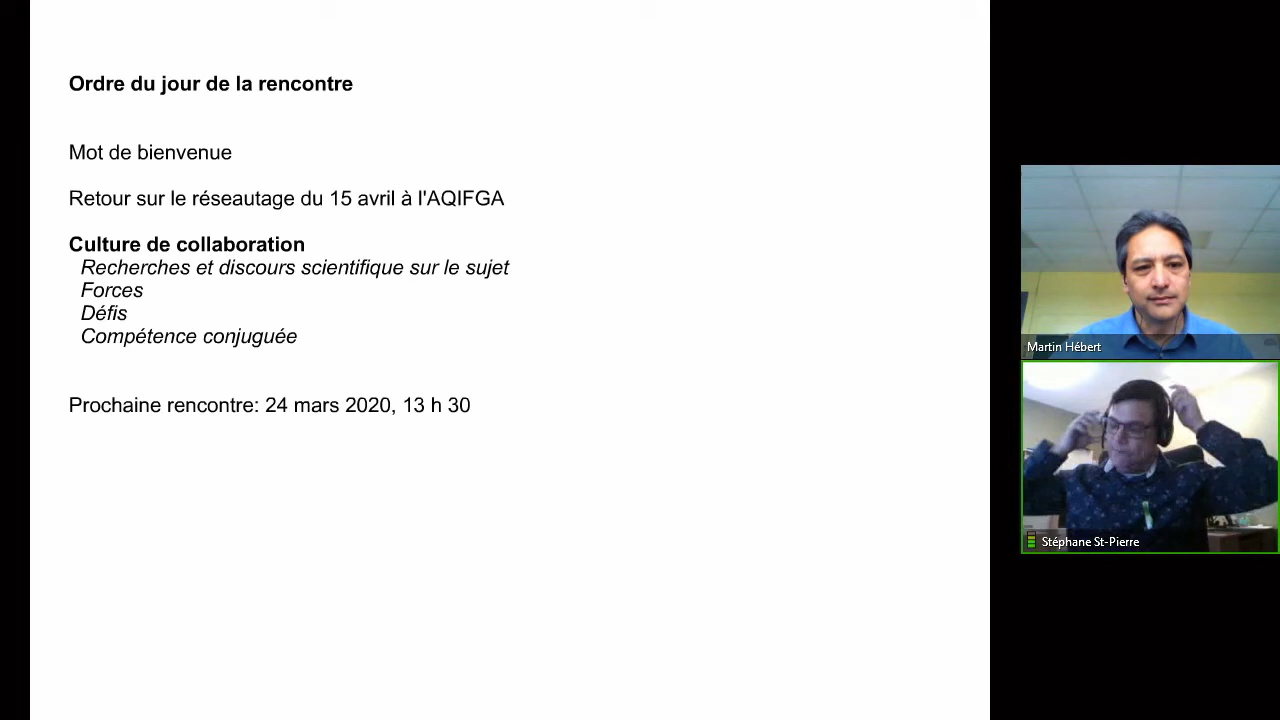 Ordre du jour de la rencontre
Mot de bienvenue
Retour sur le réseautage du 15 avril à l'AQIFGA
Culture de collaboration
Recherches et discours scientifique sur le sujet
Forces
Défis
Compétence conjuguée
Prochaine rencontre: 24 mars 2020, 13 h 30
Martin Hébert
Stéphane St-Pierre